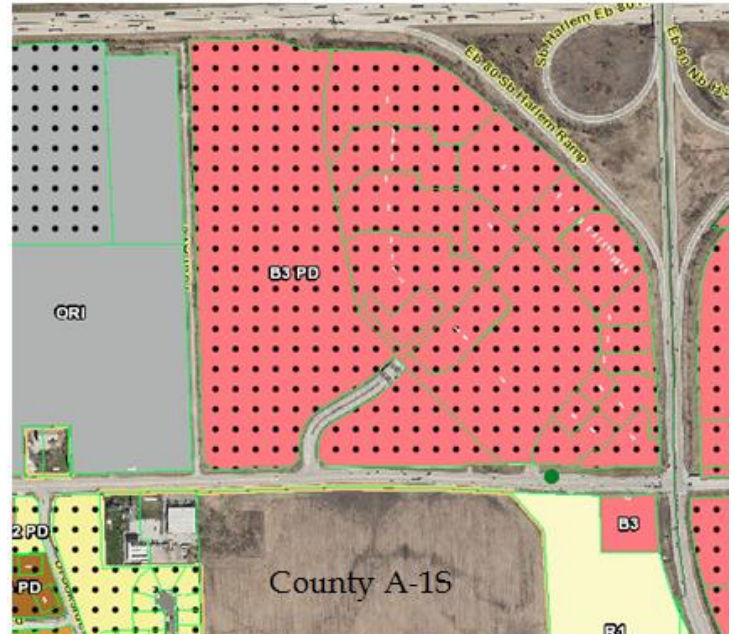 Sb Harlem Eb 80
Eb 80 Nb H
Eb 80 Sb Harlem Ramp
B3 PD
ORI
2 PD
PD
B3
County A-1S
R1